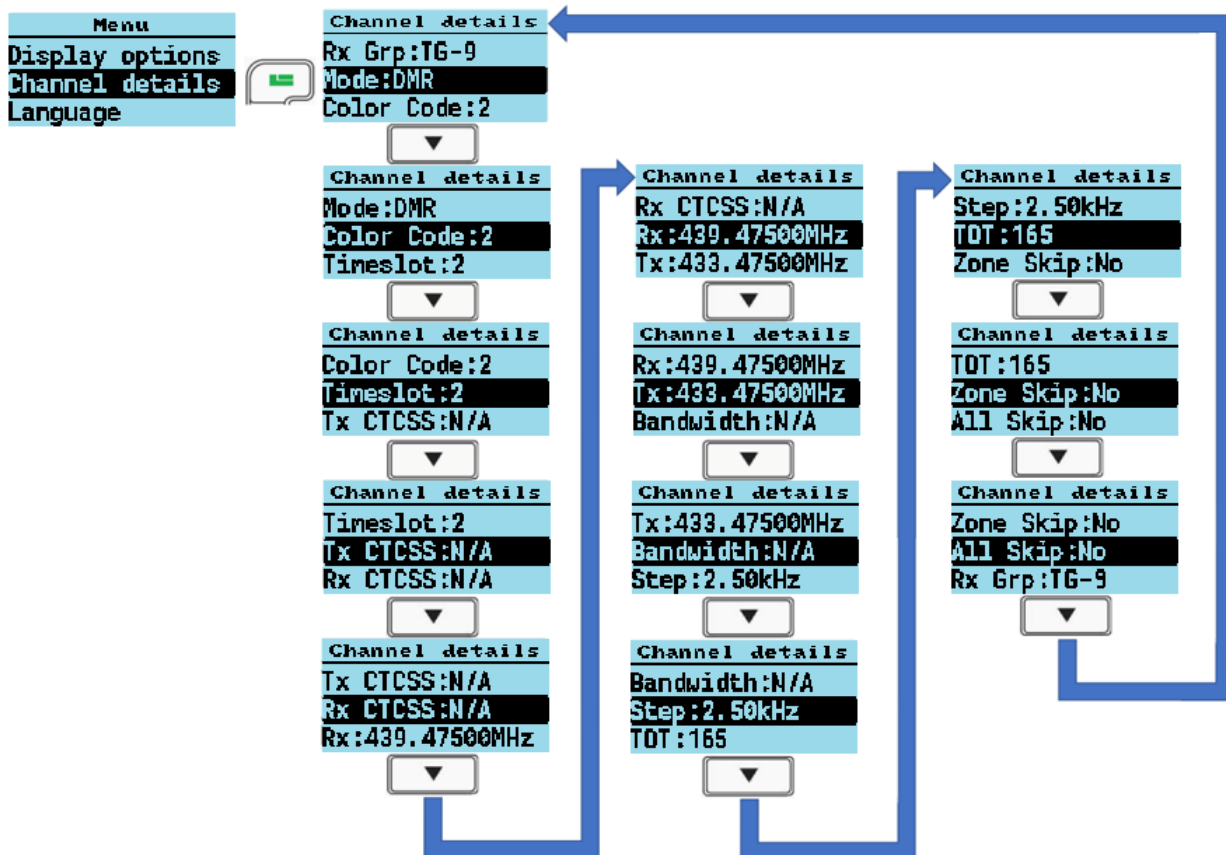 Menu
Display options
Channel details
Language
Channel details
Rx Grp:TG-9
Mode:DMR
Color Code:2
Channel details
Mode:DMR
Color Code:2
Timeslot:2
Channel details
Color Code:2
Timeslot:2
Tx CTCSS:N/A
Channel details
Timeslot:2
Tx CTCSS:N/A
Rx CTCSS:N/A
Channel details
Tx CTCSS:N/A
Rx CTCSS:N/A
Rx:439.47500MHz
Channel details
Rx CTCSS:N/A
Rx:439.47500MHz
Tx:433.47500MHz
Channel details
Rx:439.47500MHz
Tx:433.47500MHz
Bandwidth:N/A
Channel details
Tx:433.47500MHz
Bandwidth:N/A
Step:2.50kHz
Channel details
Bandwidth:N/A
Step:2.50kHz
TOT:165
Channel details
Step:2.50kHz
TOT:165
Zone Skip:No
Channel details
TOT:165
Zone Skip:No
All Skip:No
Channel details
Zone Skip:No
All Skip:No
Rx Grp:TG-9